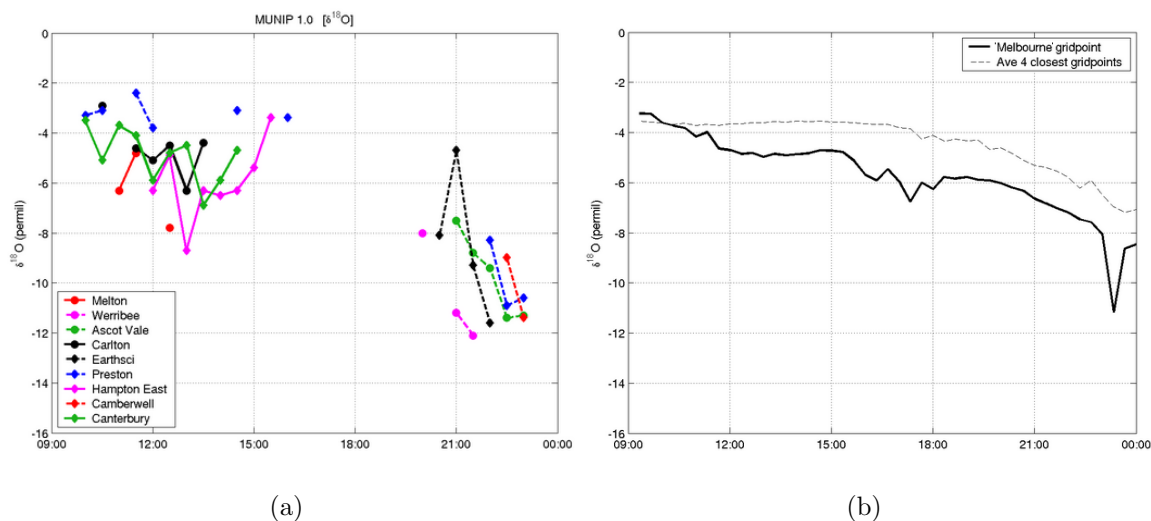 MUNIP 1.0 [δ¹⁸O]
0
-2
-4
-6
-8
-10
-12
-14
-16
δ¹⁸O (permil)
Melton
Werribee
Ascot Vale
Carlton
Earthsci
Preston
Hampton East
Camberwell
Canterbury
09:00 12:00 15:00 18:00 21:00 00:00
(a)
0
-2
-4
-6
-8
-10
-12
-14
-16
δ¹⁸O (permil)
'Melbourne' gridpoint
Ave 4 closest gridpoints
09:00 12:00 15:00 18:00 21:00 00:00
(b)